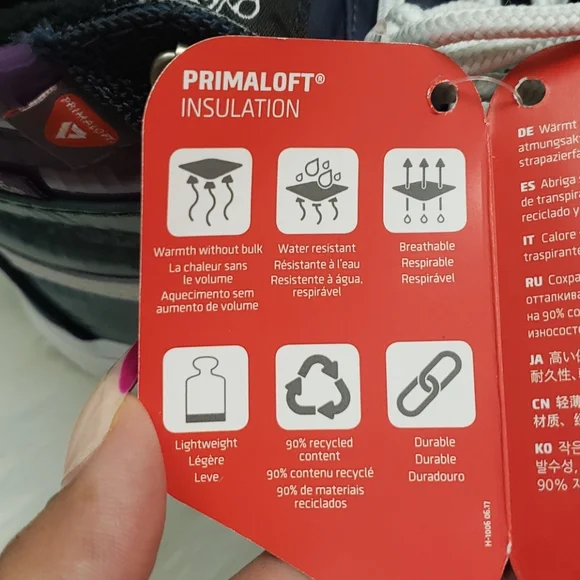 PRIMALOFT®
INSULATION
PRIMALOFT
Warmth without bulk
La chaleur sans
le volume
Aquecimento sem
aumento de volume
Water resistant
Résistante à l'eau
Resistente à água,
respirável
Breathable
Respirable
Respirável
Lightweight
Légère
Leve
90% recycled
content
90% contenu recyclé
90% de materiais
reciclados
Durable
Durable
Duradouro
H-1006 06.17
DE Wärmt
atmungsak
strapazierfä
ES Abriga
de transpira
reciclado y
IT Calore
traspirante
RU Сохра
отталкива
на 90% со
износосто
JA 高い
耐久性、
CN 轻薄
材质、
KO 작은
발수성,
90%